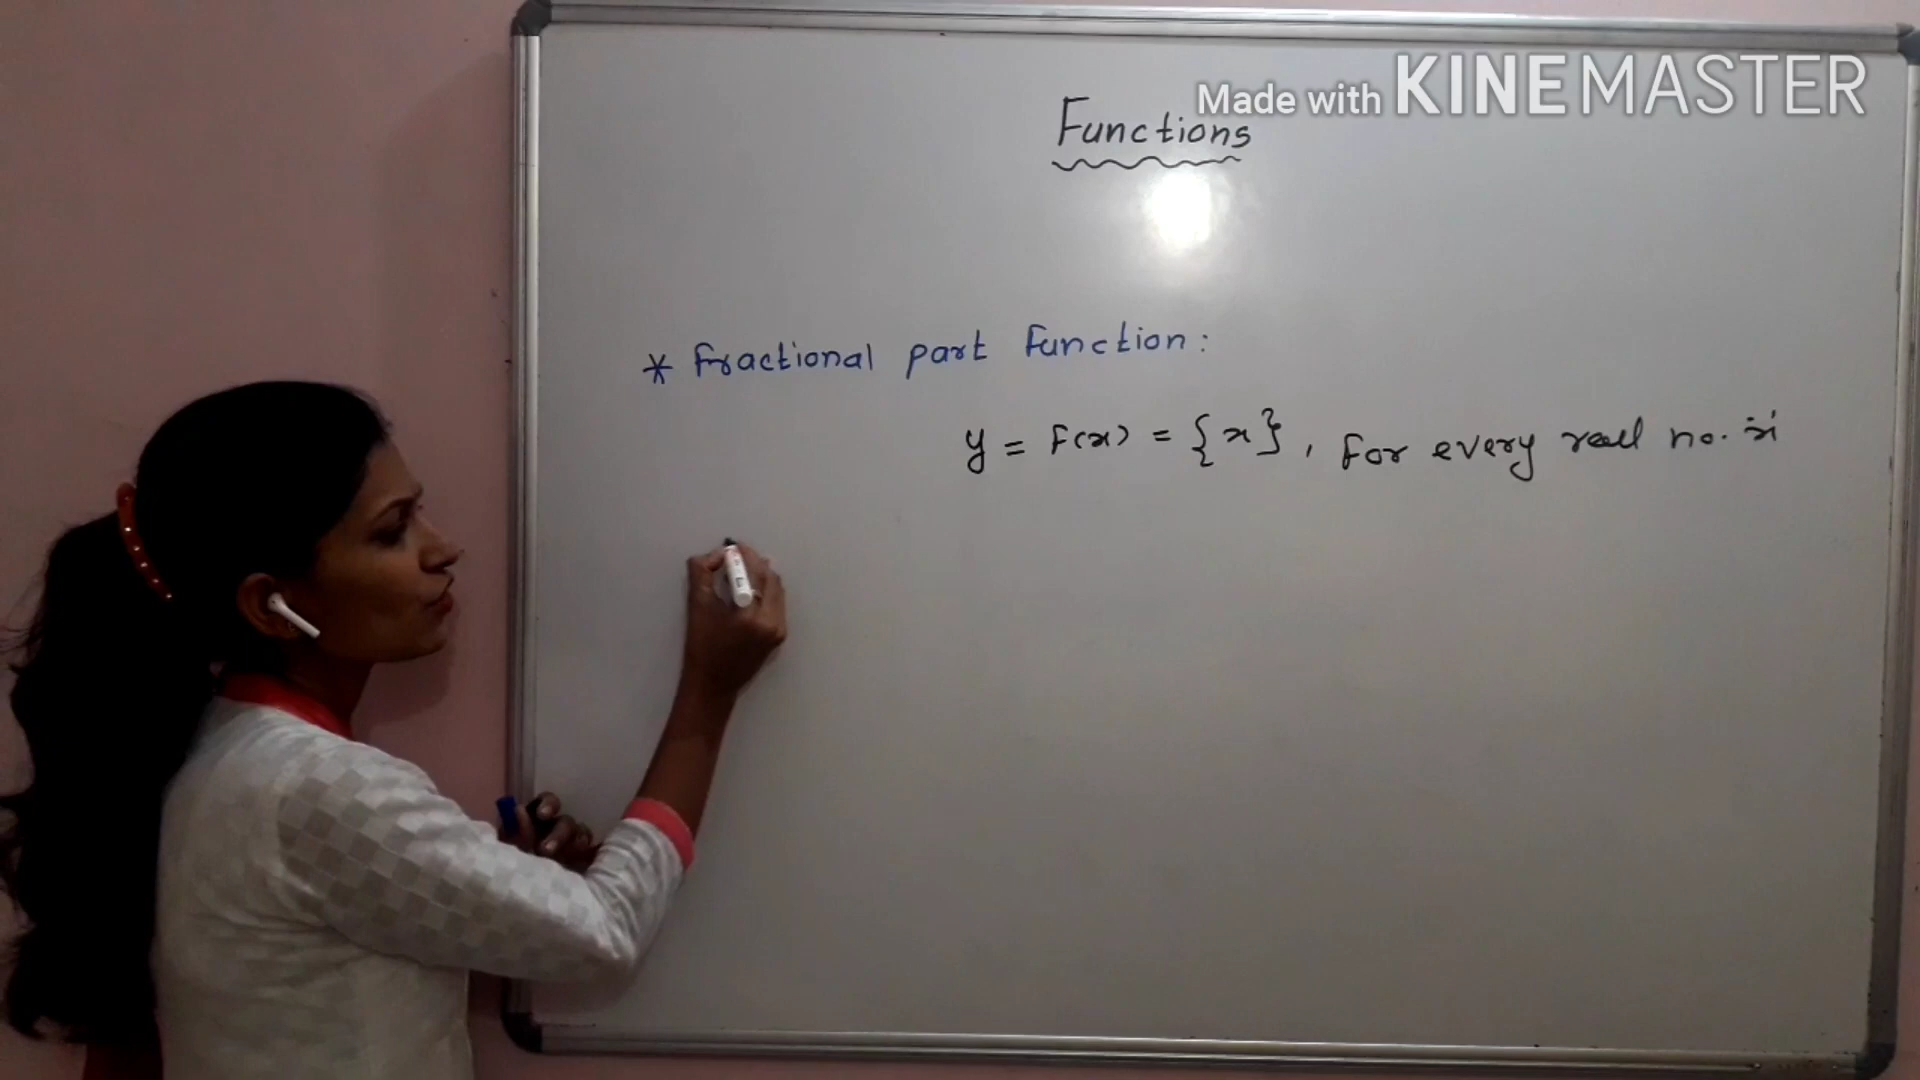 Made with KINEMASTER
Functions
* Fractional part Function:
y = F(x) = {x}, For every real no. 'x'